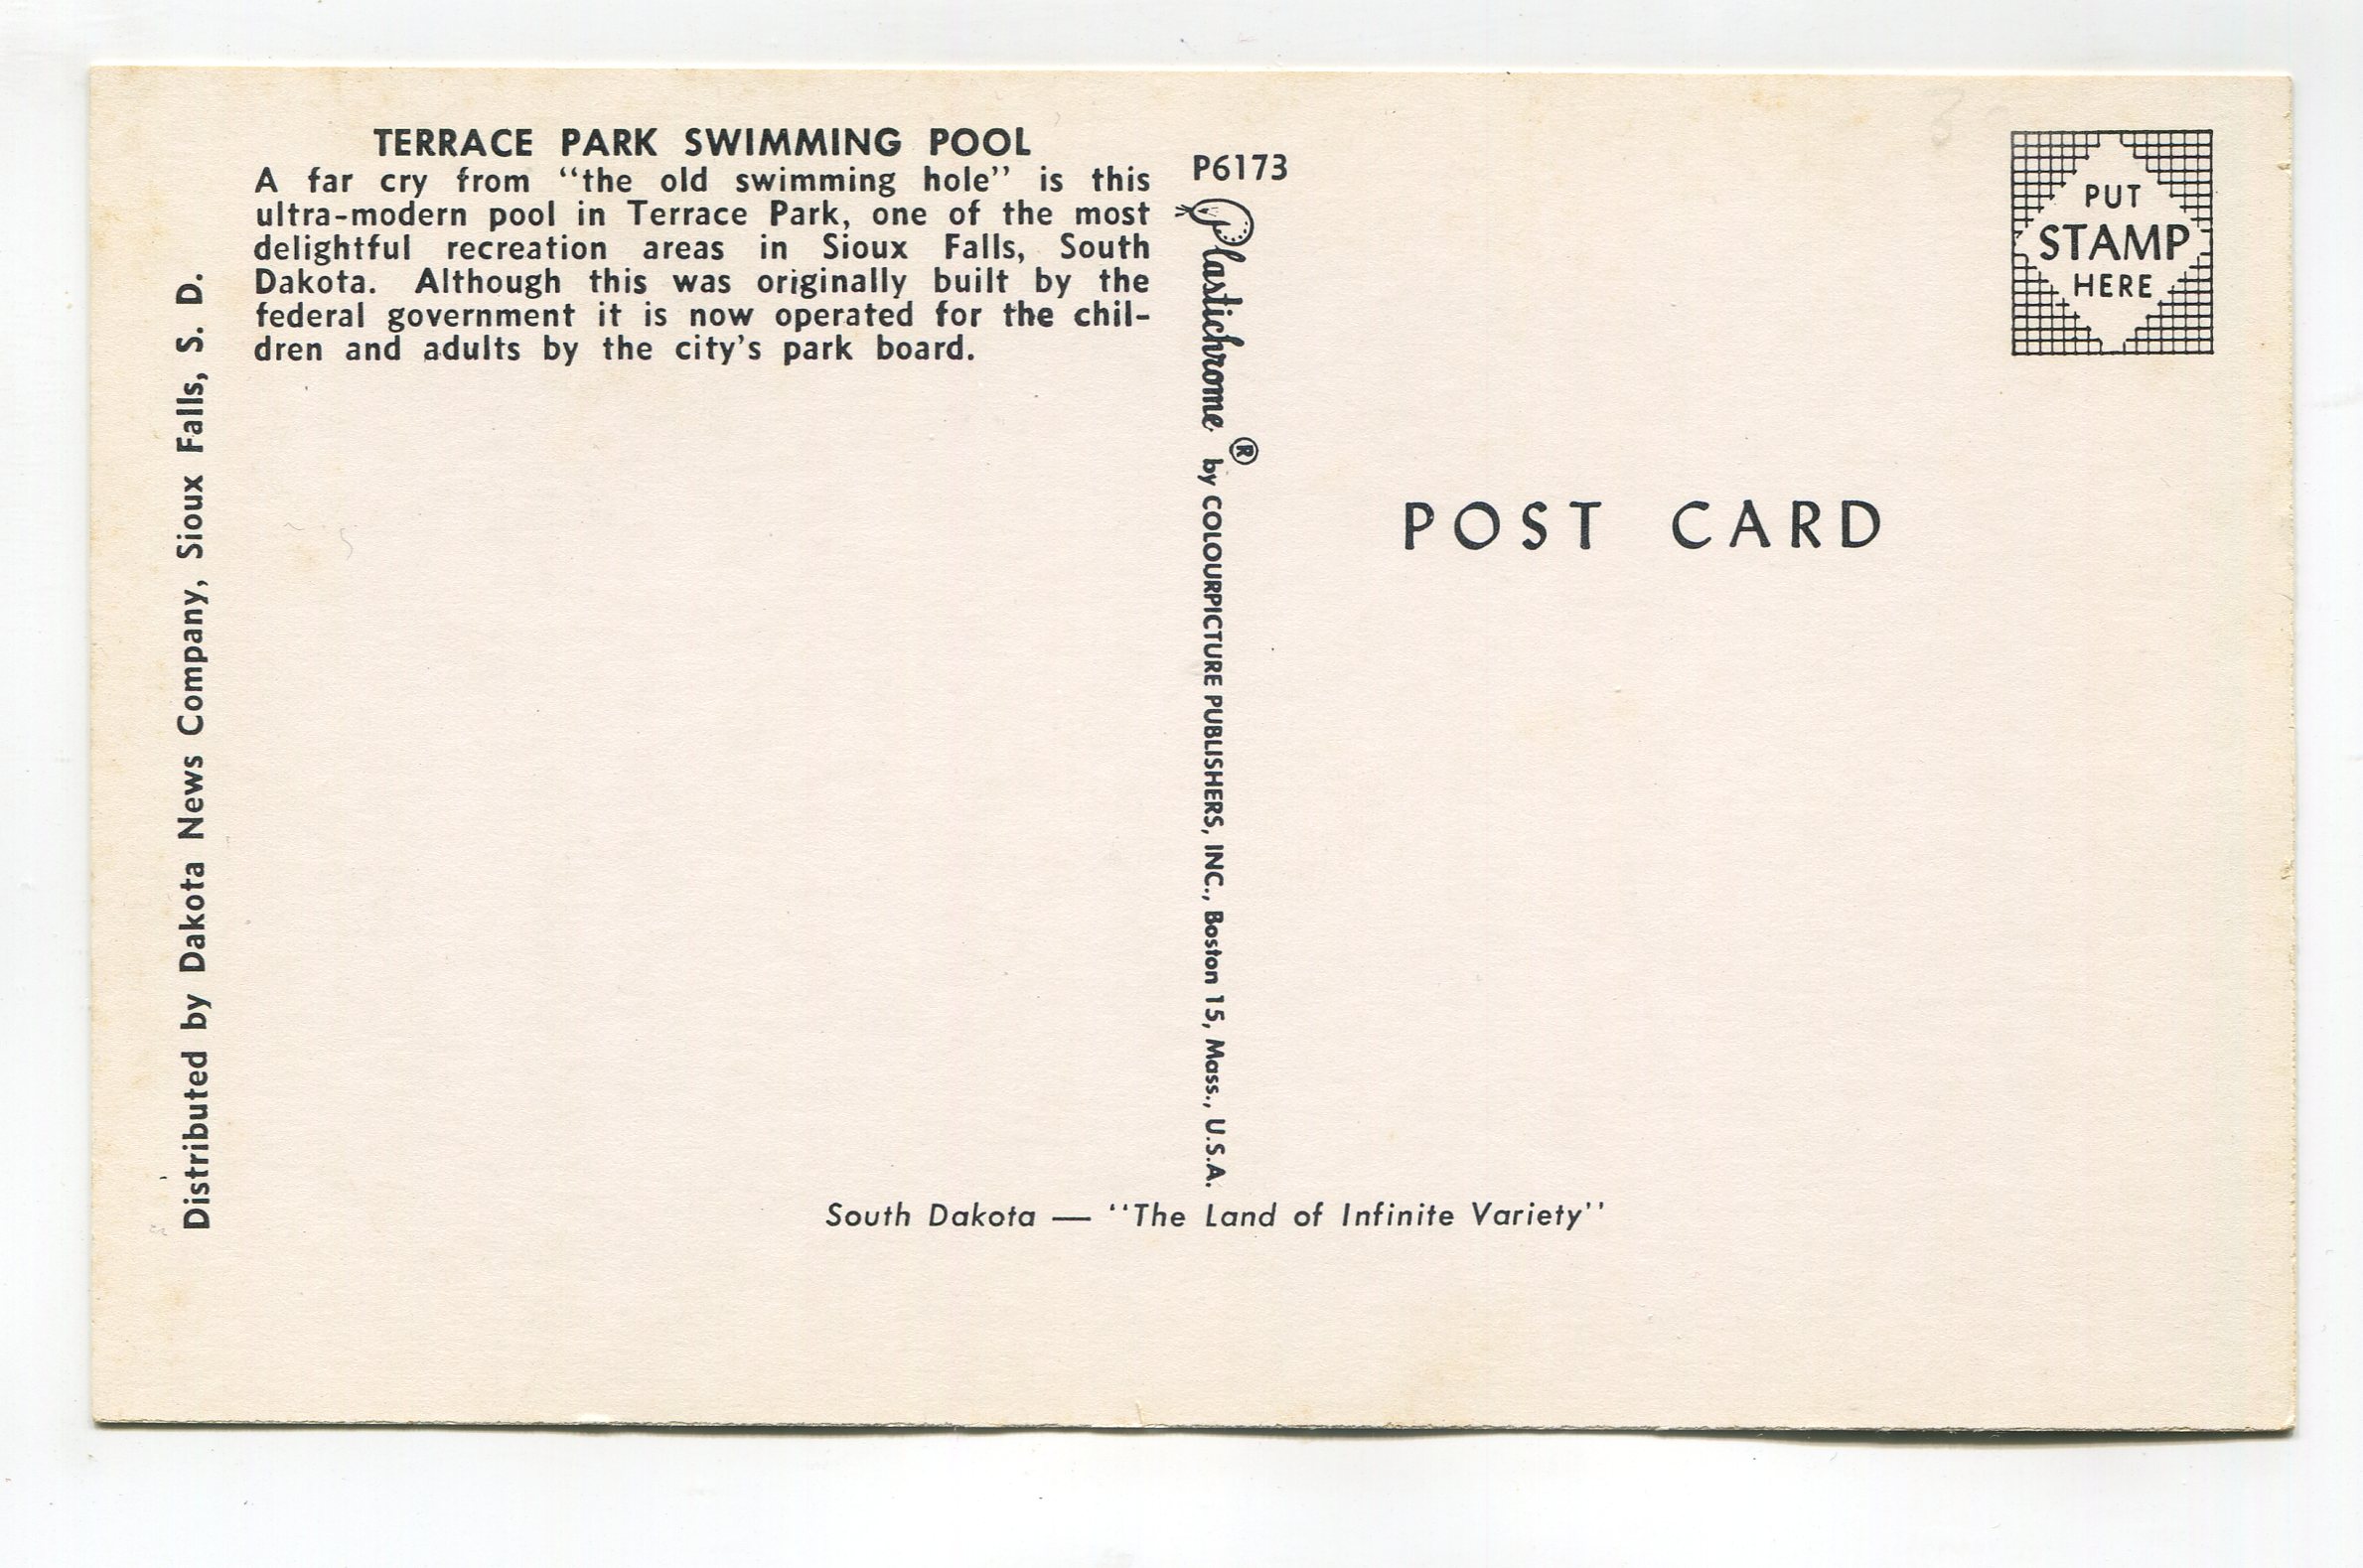 TERRACE PARK SWIMMING POOL
A far cry from “the old swimming hole” is this
ultra-modern pool in Terrace Park, one of the most
delightful recreation areas in Sioux Falls, South
Dakota. Although this was originally built by the
federal government it is now operated for the chil-
dren and adults by the city's park board.
Distributed by Dakota News Company, Sioux Falls, S. D.
P6173
Plastichrome ® by COLOURPICTURE PUBLISHERS, INC., Boston 15, Mass., U.S.A.
PUT
STAMP
HERE
POST CARD
South Dakota — "The Land of Infinite Variety"